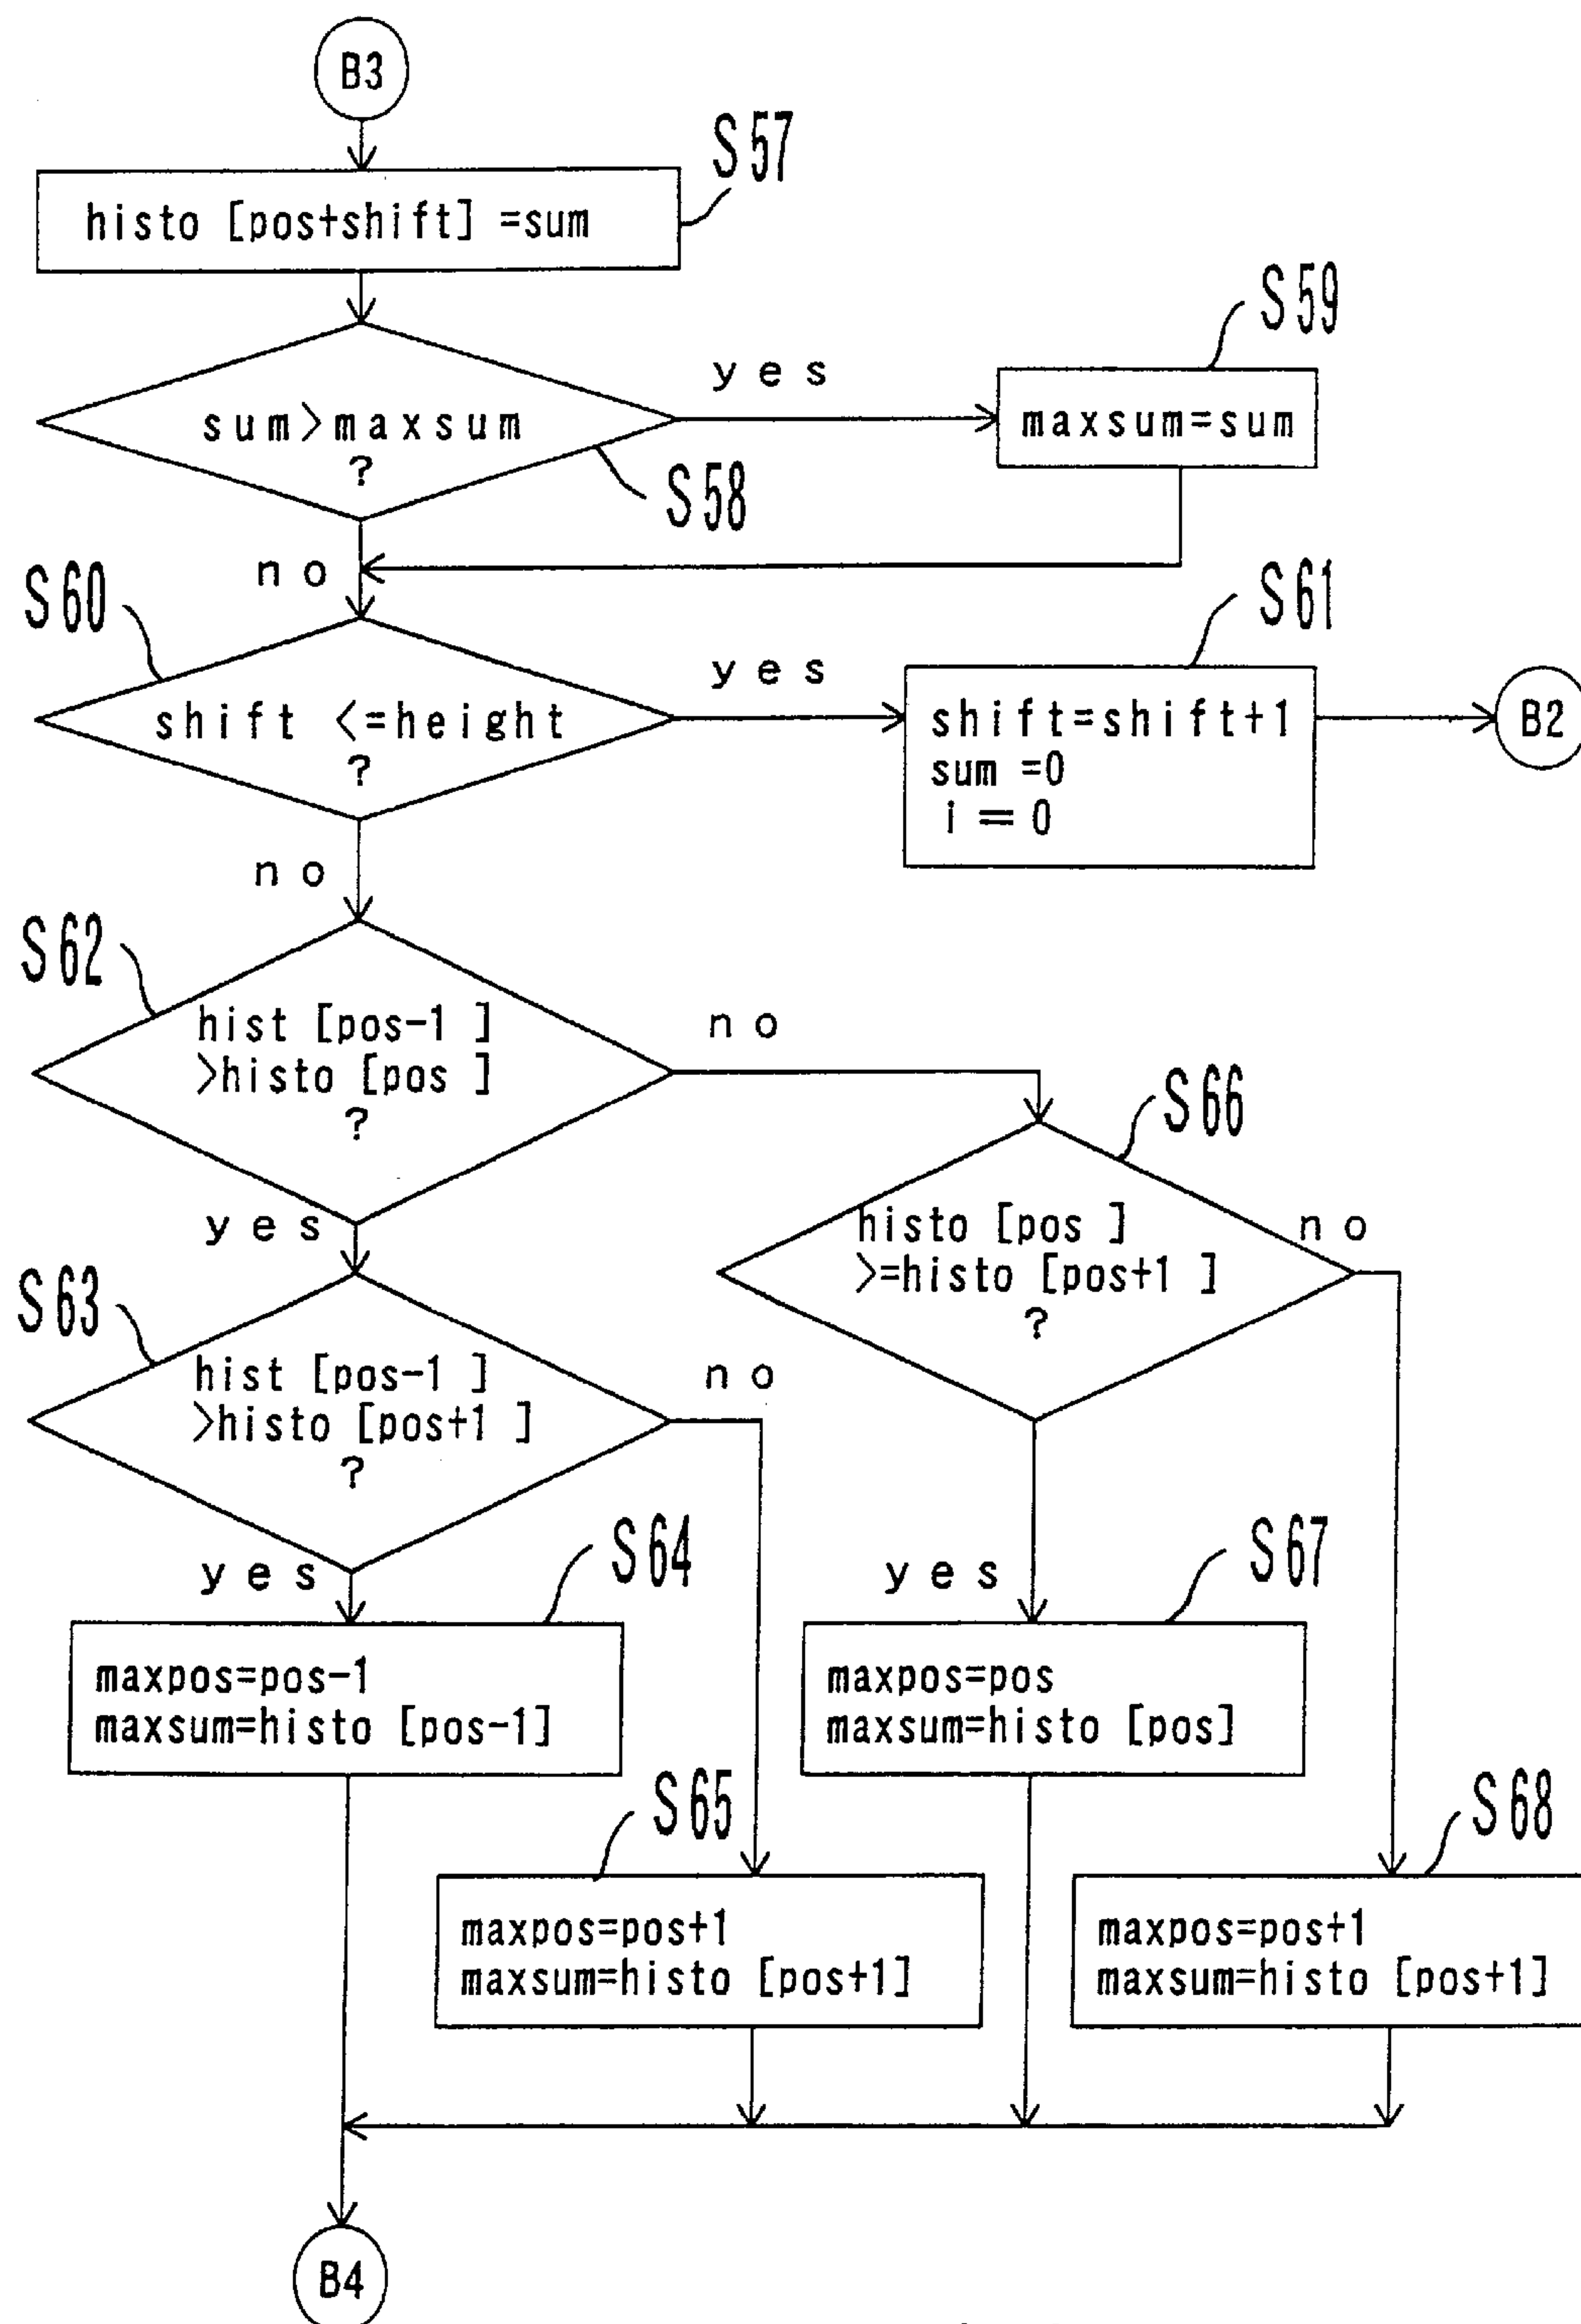 B3
S57
histo [pos+shift] =sum
S59
yes
maxsum=sum
sum>maxsum
?
S58
no
S60
S61
yes
shift <=height
?
shift=shift+1
sum =0
i = 0
B2
no
S62
hist [pos-1 ]
>histo [pos ]
?
no
S66
yes
histo [pos ]
>=histo [pos+1 ]
?
no
S63
hist [pos-1 ]
>histo [pos+1 ]
?
no
yes
S64
yes
S67
maxpos=pos-1
maxsum=histo [pos-1]
maxpos=pos
maxsum=histo [pos]
S65
S68
maxpos=pos+1
maxsum=histo [pos+1]
maxpos=pos+1
maxsum=histo [pos+1]
B4